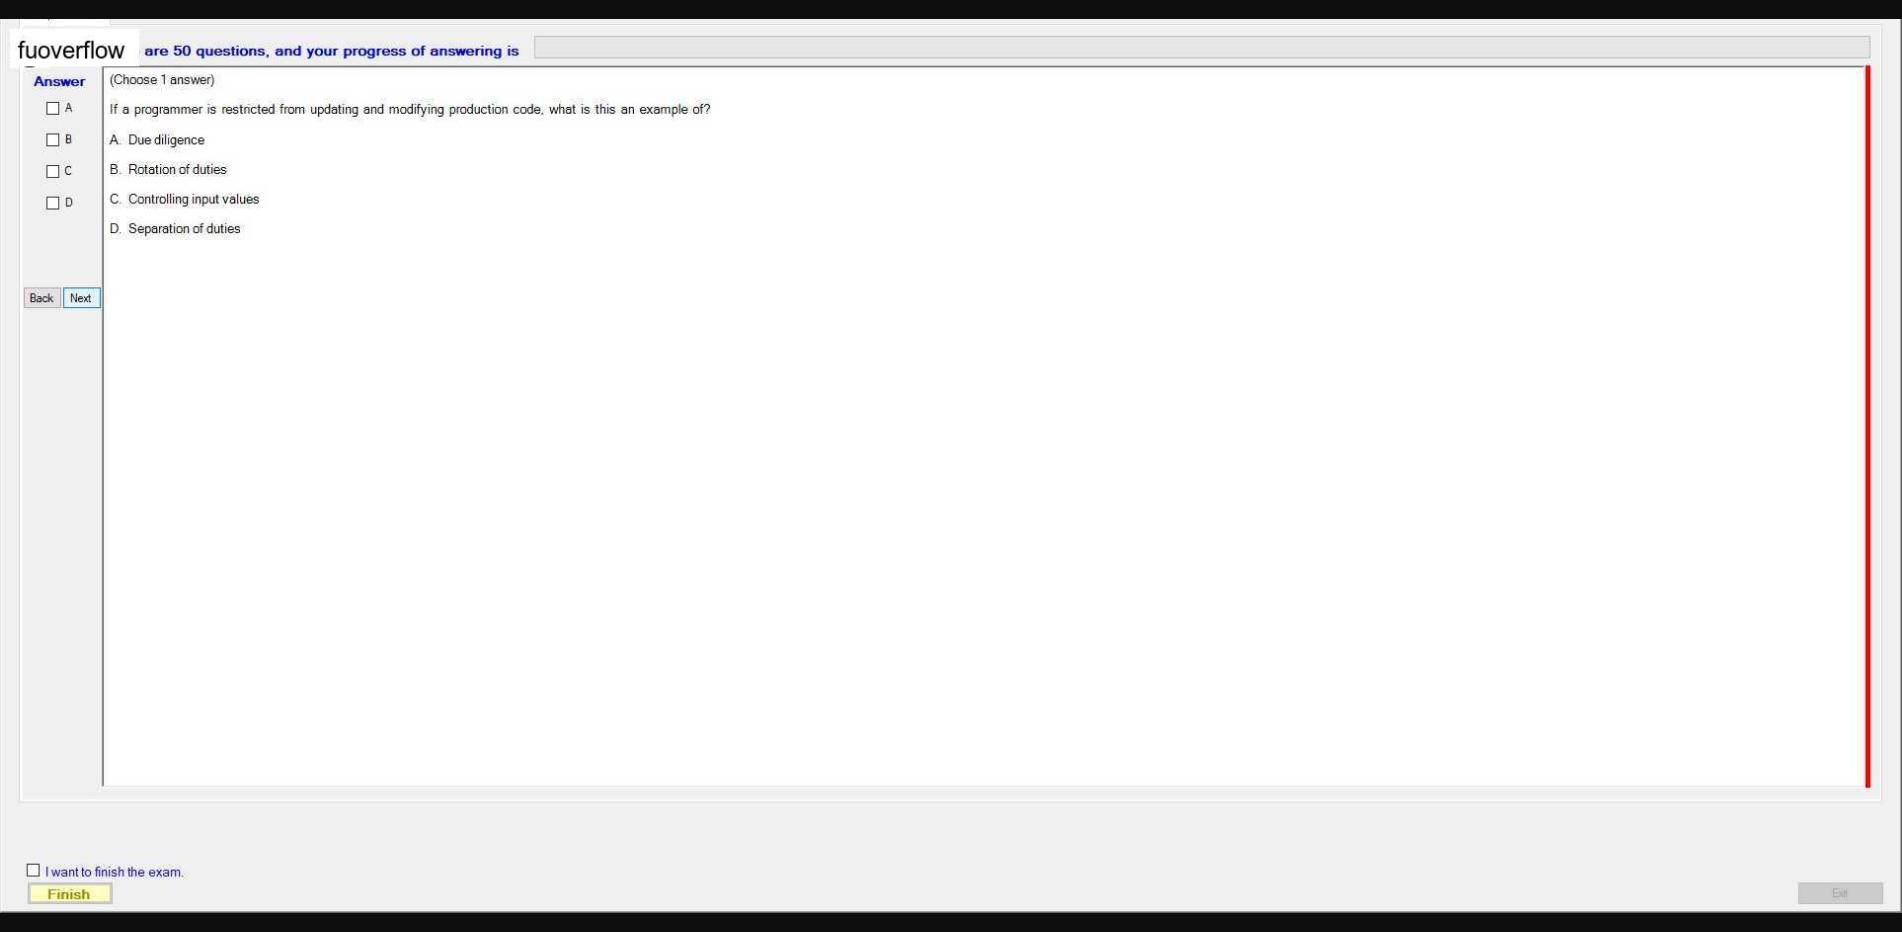 fuoverflow are 50 questions, and your progress of answering is
Answer
(Choose 1 answer)
A
If a programmer is restricted from updating and modifying production code, what is this an example of?
B
A. Due diligence
C
B. Rotation of duties
D
C. Controlling input values
D. Separation of duties
Back Next
I want to finish the exam.
Finish
Exit